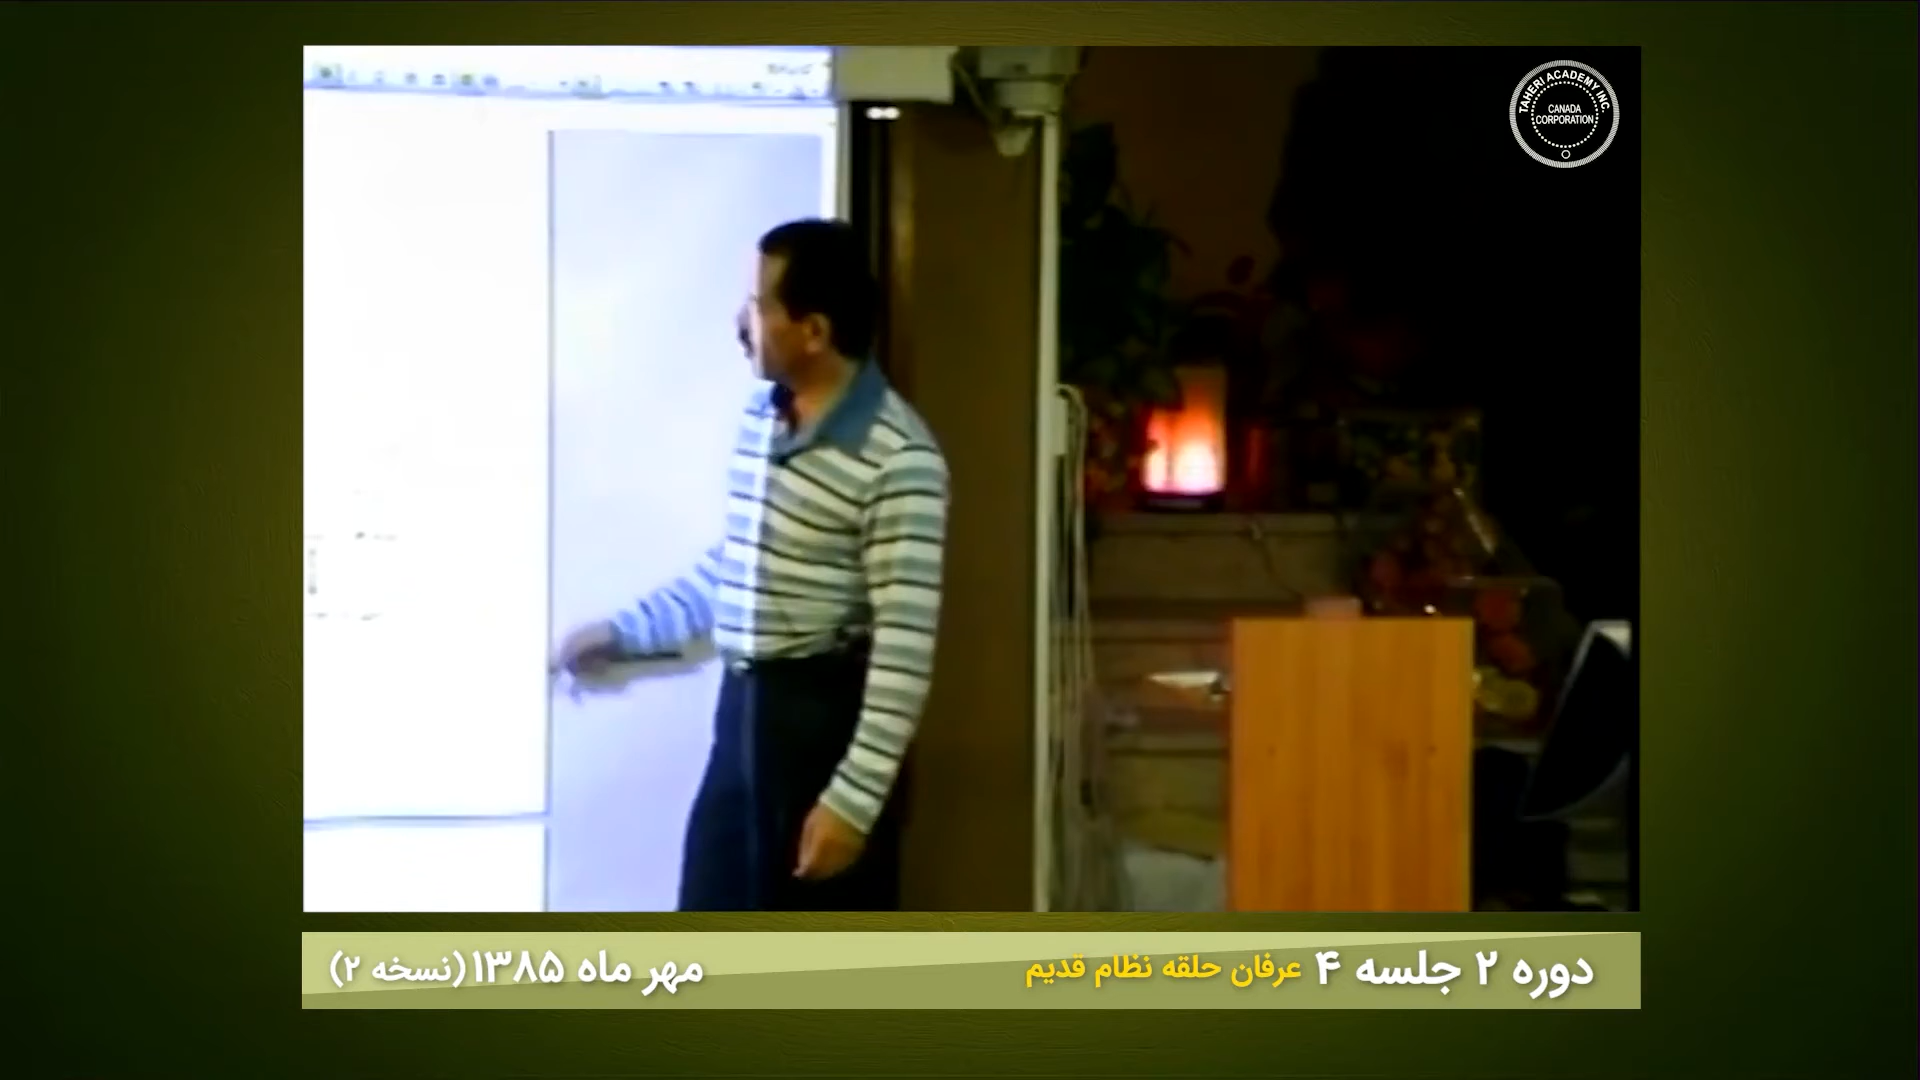 TAHERI ACADEMY INC.
CANADA
CORPORATION
دوره ۲ جلسه ۴ عرفان حلقه نظام قدیم
مهر ماه ۱۳۸۵ (نسخه ۲)